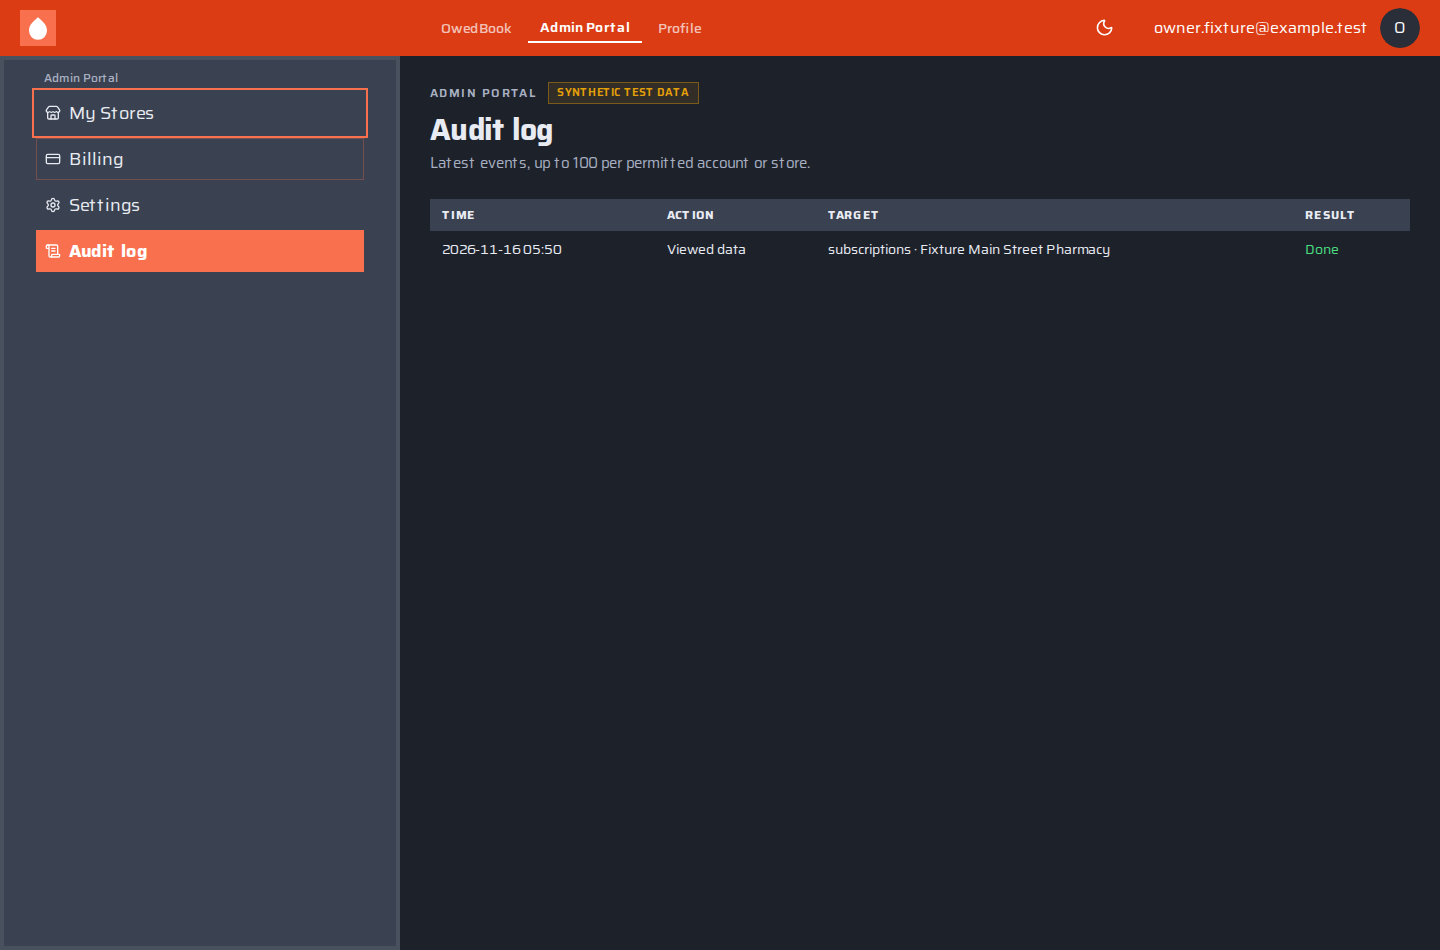 OwedBook
Admin Portal
Profile
owner.fixture@example.test
O
Admin Portal
My Stores
Billing
Settings
Audit log
ADMIN PORTAL
SYNTHETIC TEST DATA
Audit log
Latest events, up to 100 per permitted account or store.
TIME ACTION TARGET RESULT
2026-11-16 05:50 Viewed data subscriptions · Fixture Main Street Pharmacy Done